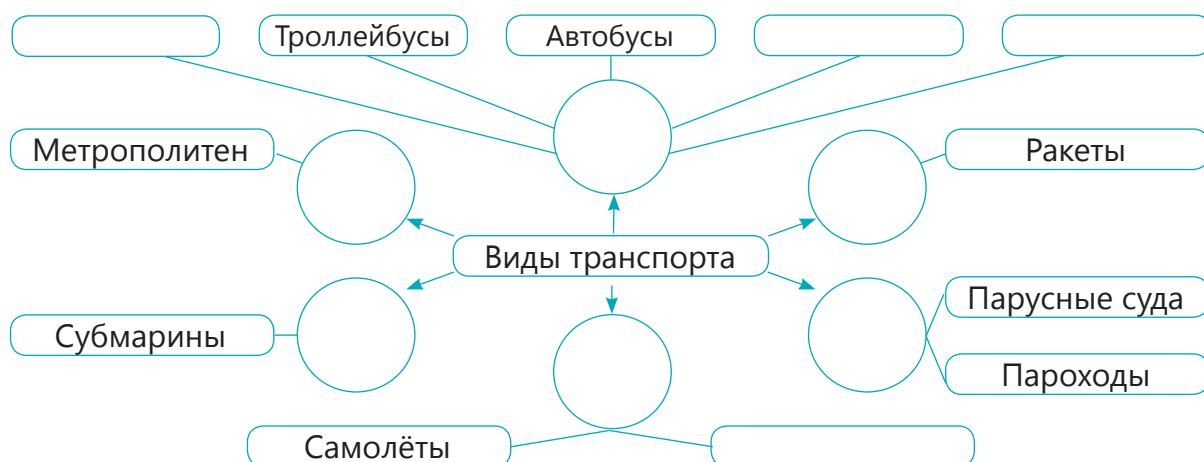 Троллейбусы
Автобусы
Метрополитен
Ракеты
Виды транспорта
Субмарины
Парусные суда
Пароходы
Самолёты